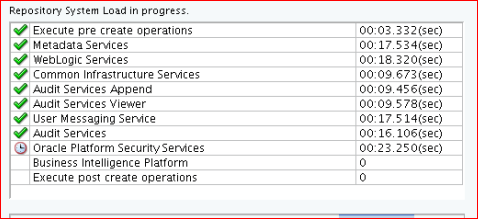 Repository System Load in progress.
Execute pre create operations 00:03.332(sec)
Metadata Services 00:17.534(sec)
WebLogic Services 00:18.320(sec)
Common Infrastructure Services 00:09.673(sec)
Audit Services Append 00:09.456(sec)
Audit Services Viewer 00:09.578(sec)
User Messaging Service 00:17.514(sec)
Audit Services 00:16.106(sec)
Oracle Platform Security Services 00:23.250(sec)
Business Intelligence Platform 0
Execute post create operations 0